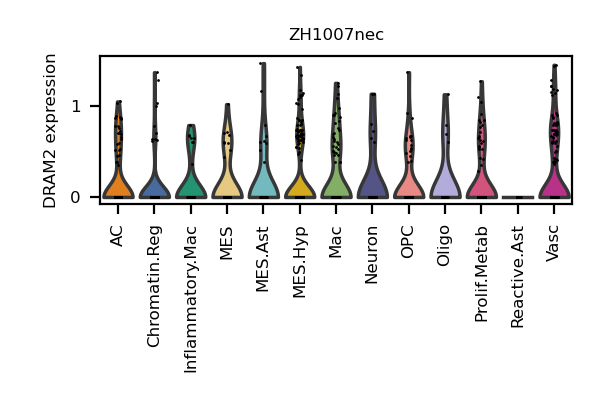 ZH1007nec
DRAM2 expression
1
0
AC
Chromatin.Reg
Inflammatory.Mac
MES
MES.Ast
MES.Hyp
Mac
Neuron
OPC
Oligo
Prolif.Metab
Reactive.Ast
Vasc